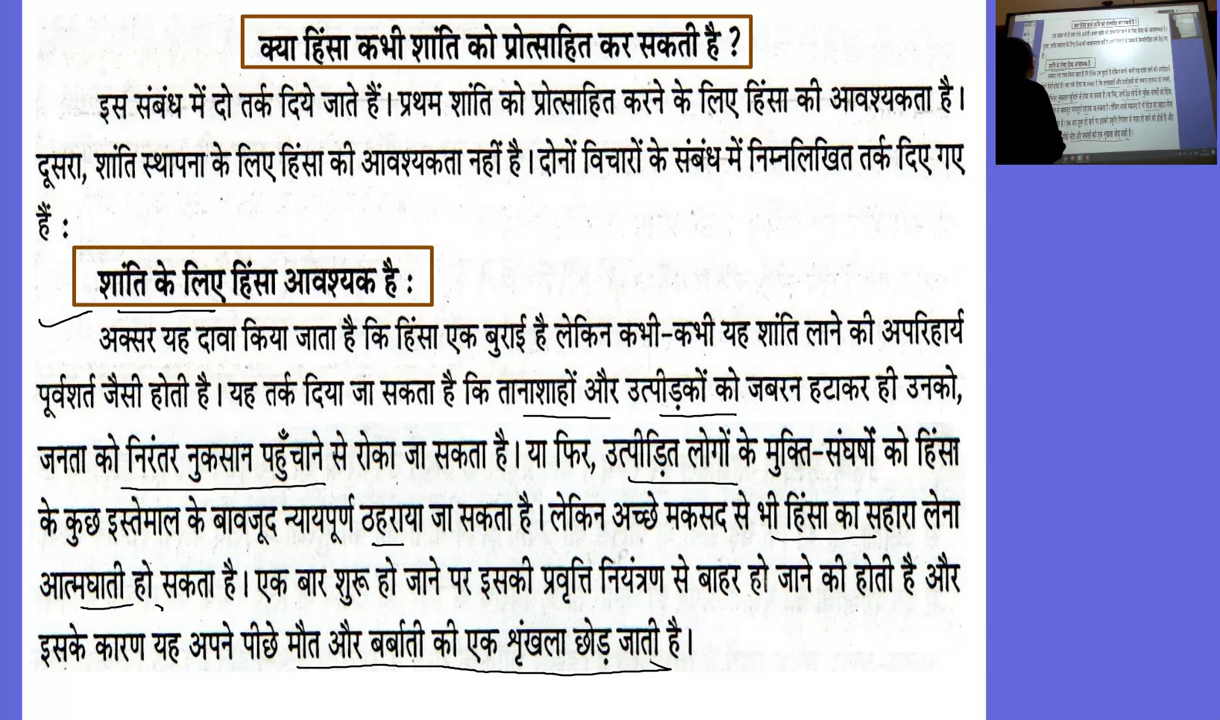 क्या हिंसा कभी शांति को प्रोत्साहित कर सकती है ?
इस संबंध में दो तर्क दिये जाते हैं। प्रथम शांति को प्रोत्साहित करने के लिए हिंसा की आवश्यकता है।
दूसरा, शांति स्थापना के लिए हिंसा की आवश्यकता नहीं है। दोनों विचारों के संबंध में निम्नलिखित तर्क दिए गए
हैं :
शांति के लिए हिंसा आवश्यक है :
अक्सर यह दावा किया जाता है कि हिंसा एक बुराई है लेकिन कभी-कभी यह शांति लाने की अपरिहार्य
पूर्वशर्त जैसी होती है। यह तर्क दिया जा सकता है कि तानाशाहों और उत्पीड़कों को जबरन हटाकर ही उनको,
जनता को निरंतर नुकसान पहुँचाने से रोका जा सकता है। या फिर, उत्पीड़ित लोगों के मुक्ति-संघर्षों को हिंसा
के कुछ इस्तेमाल के बावजूद न्यायपूर्ण ठहराया जा सकता है। लेकिन अच्छे मकसद से भी हिंसा का सहारा लेना
आत्मघाती हो सकता है। एक बार शुरू हो जाने पर इसकी प्रवृत्ति नियंत्रण से बाहर हो जाने की होती है और
इसके कारण यह अपने पीछे मौत और बर्बाती की एक श्रृंखला छोड़ जाती है।